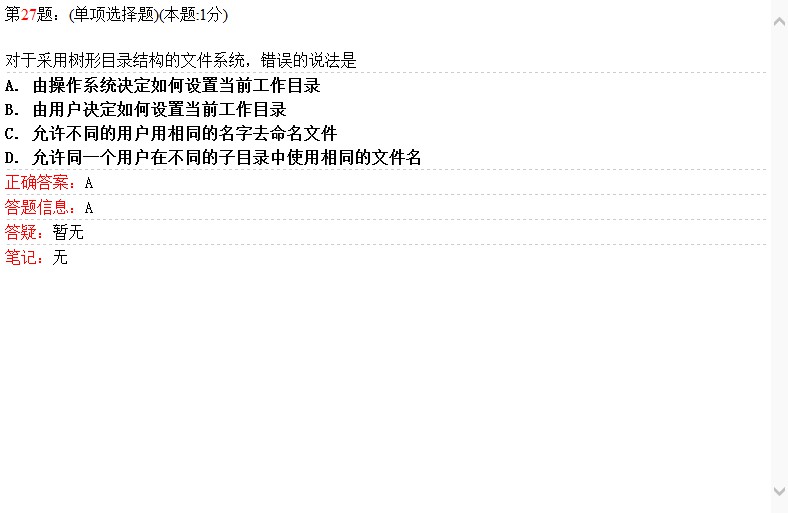 第27题：(单项选择题)(本题:1分)
对于采用树形目录结构的文件系统，错误的说法是
A. 由操作系统决定如何设置当前工作目录
B. 由用户决定如何设置当前工作目录
C. 允许不同的用户用相同的名字去命名文件
D. 允许同一个用户在不同的子目录中使用相同的文件名
正确答案：A
答题信息：A
答疑：暂无
笔记：无